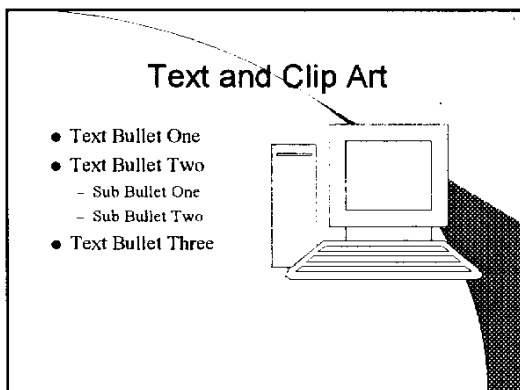 Text and Clip Art
● Text Bullet One
● Text Bullet Two
– Sub Bullet One
– Sub Bullet Two
● Text Bullet Three